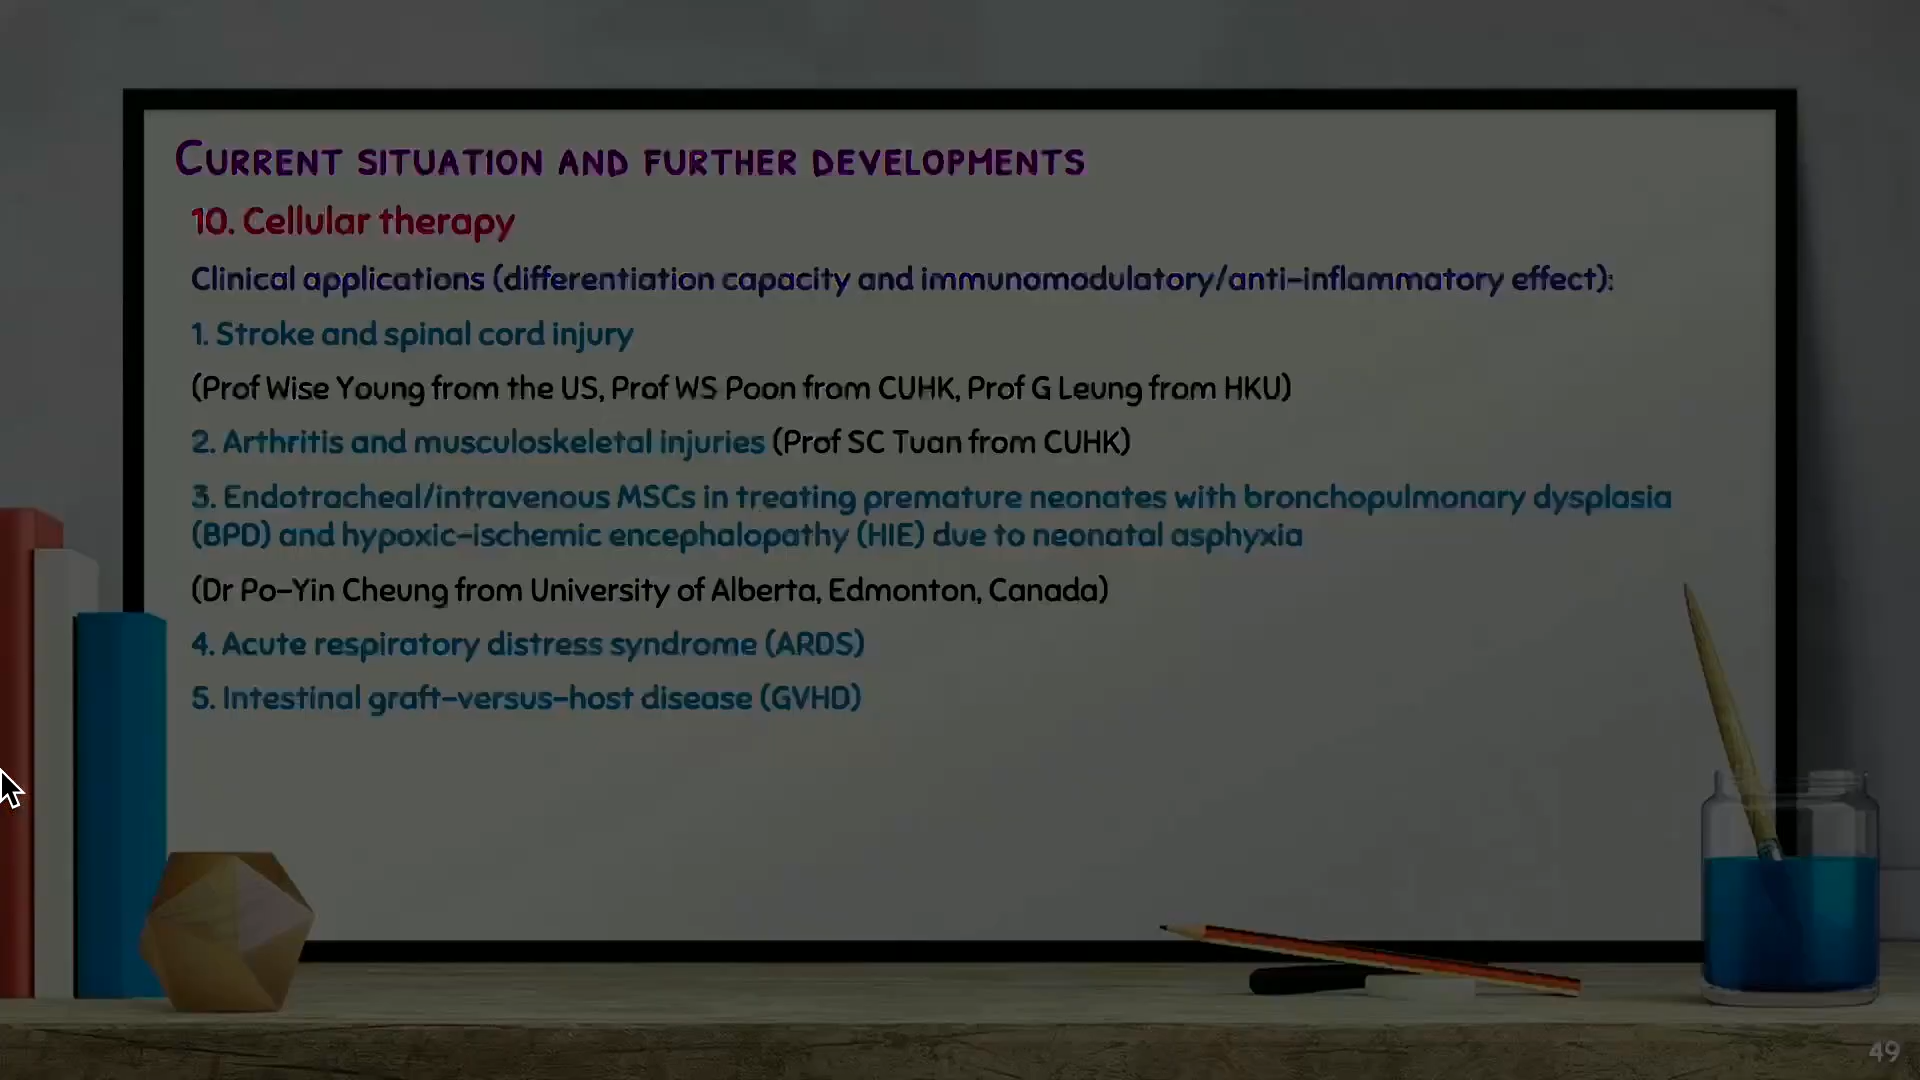 CURRENT SITUATION AND FURTHER DEVELOPMENTS
10. Cellular therapy
Clinical applications (differentiation capacity and immunomodulatory/anti-inflammatory effect):
1. Stroke and spinal cord injury
(Prof Wise Young from the US, Prof WS Poon from CUHK, Prof G Leung from HKU)
2. Arthritis and musculoskeletal injuries (Prof SC Tuan from CUHK)
3. Endotracheal/intravenous MSCs in treating premature neonates with bronchopulmonary dysplasia
(BPD) and hypoxic-ischemic encephalopathy (HIE) due to neonatal asphyxia
(Dr Po-Yin Cheung from University of Alberta, Edmonton, Canada)
4. Acute respiratory distress syndrome (ARDS)
5. Intestinal graft-versus-host disease (GVHD)
49